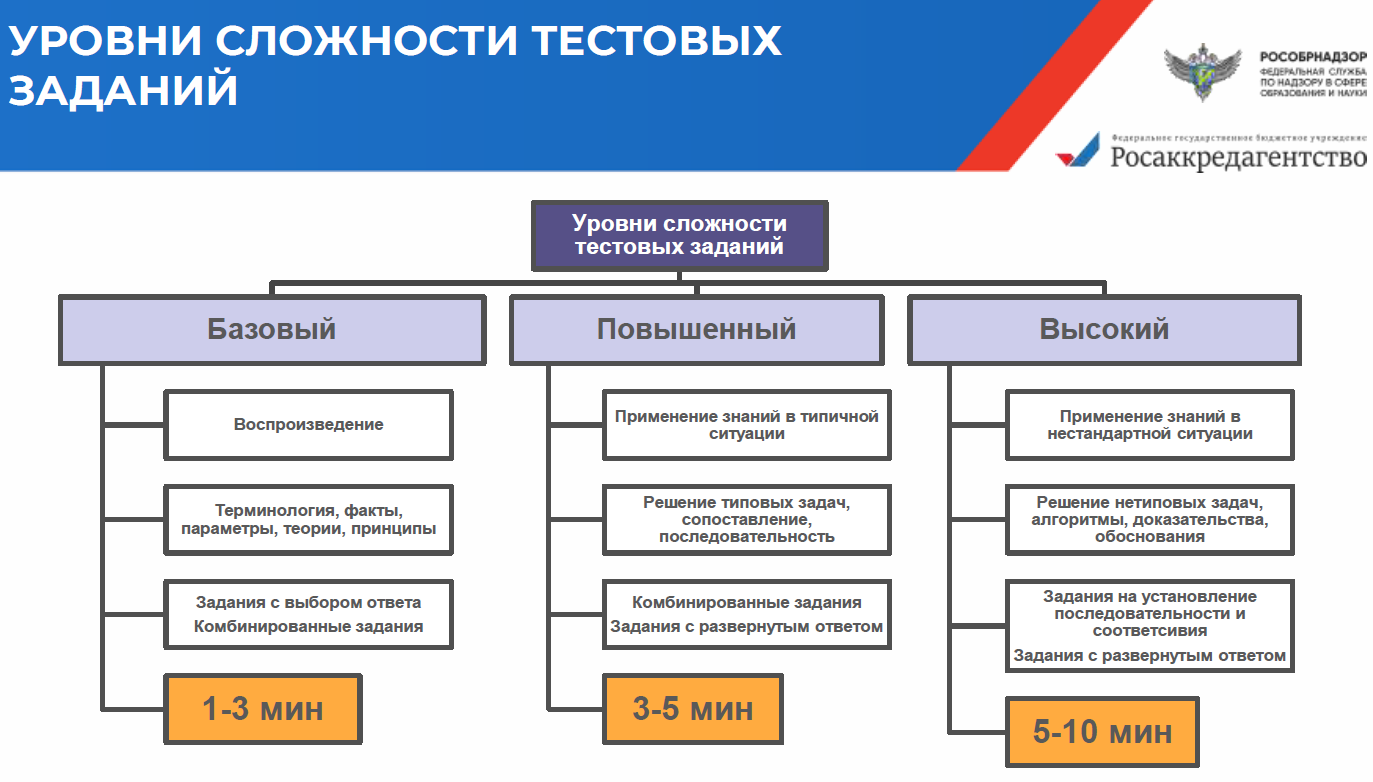 УРОВНИ СЛОЖНОСТИ ТЕСТОВЫХ
ЗАДАНИЙ
РОСОБРНАДЗОР
ФЕДЕРАЛЬНАЯ СЛУЖБА
ПО НАДЗОРУ В СФЕРЕ
ОБРАЗОВАНИЯ И НАУКИ
Федеральное государственное бюджетное учреждение
Росаккредагентство
Уровни сложности
тестовых заданий
Базовый
Воспроизведение
Терминология, факты,
параметры, теории, принципы
Задания с выбором ответа
Комбинированные задания
1-3 мин
Повышенный
Применение знаний в типичной
ситуации
Решение типовых задач,
сопоставление,
последовательность
Комбинированные задания
Задания с развернутым ответом
3-5 мин
Высокий
Применение знаний в
нестандартной ситуации
Решение нетиповых задач,
алгоритмы, доказательства,
обоснования
Задания на установление
последовательности и
соответсивия
Задания с развернутым ответом
5-10 мин